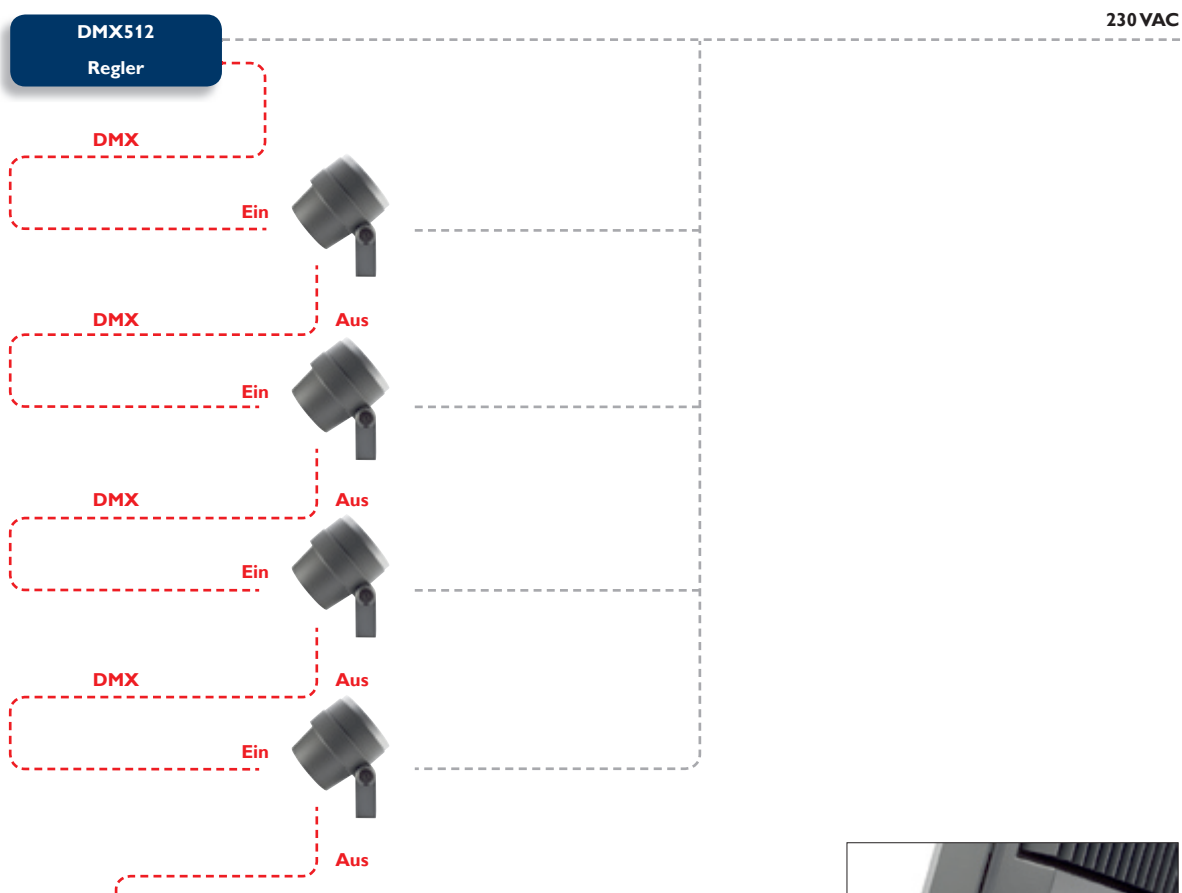 DMX512
Regler
230 VAC
DMX
Ein
DMX
Aus
Ein
DMX
Aus
Ein
DMX
Aus
Ein
Aus